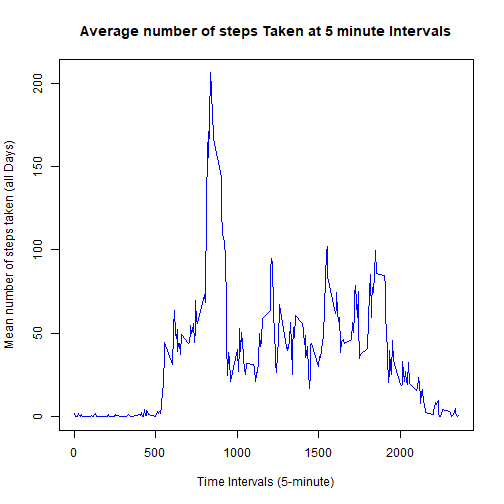 Average number of steps Taken at 5 minute Intervals
Mean number of steps taken (all Days)
200
150
100
50
0
0 500 1000 1500 2000
Time Intervals (5-minute)